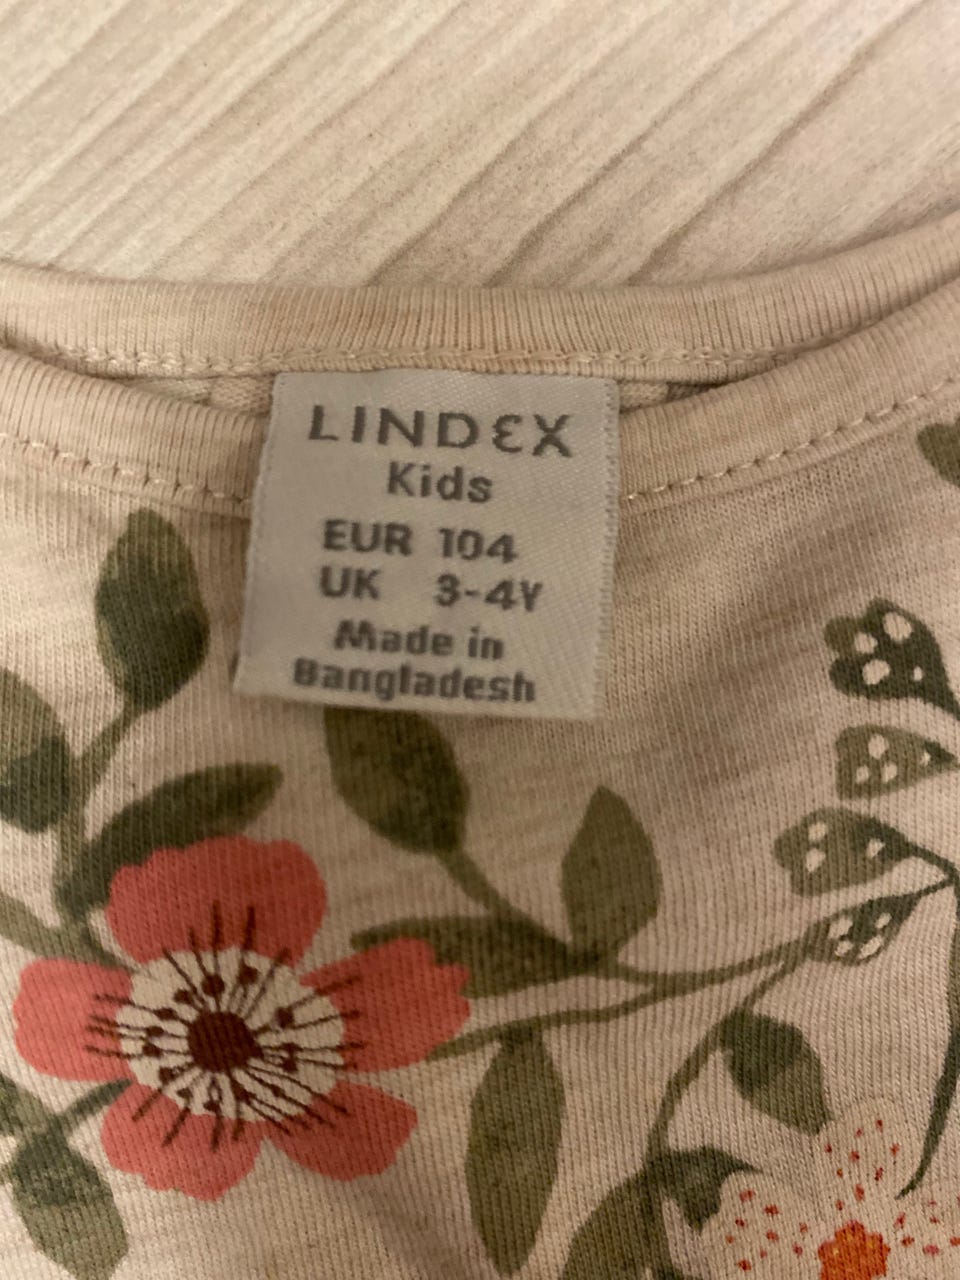 LINDEX
Kids
EUR 104
UK 3-4Y
Made in
Bangladesh